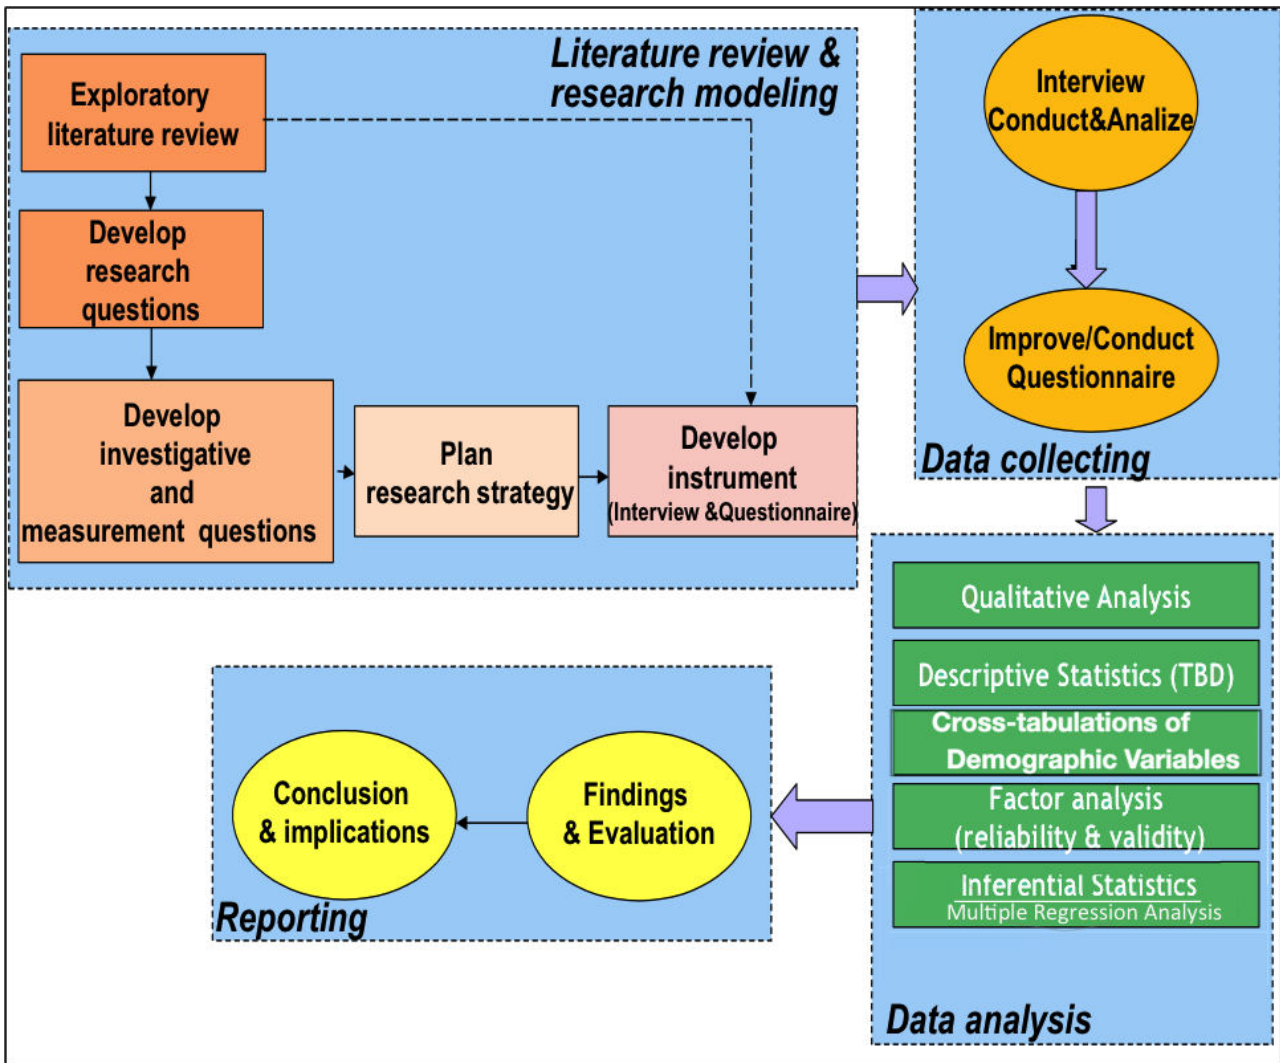 Literature review &
research modeling
Exploratory
literature review
Develop
research
questions
Develop
investigative
and
measurement questions
Plan
research strategy
Develop
instrument
(Interview &Questionnaire)
Interview
Conduct&Analize
Improve/Conduct
Questionnaire
Data collecting
Qualitative Analysis
Descriptive Statistics (TBD)
Cross-tabulations of
Demographic Variables
Factor analysis
(reliability & validity)
Inferential Statistics
Multiple Regression Analysis
Data analysis
Findings
& Evaluation
Conclusion
& implications
Reporting